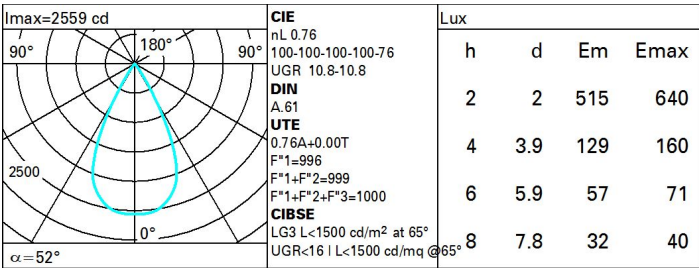 Imax=2559 cd
90° 180° 90°
2500
0°
α=52°
CIE
nL 0.76
100-100-100-100-76
UGR 10.8-10.8
DIN
A.61
UTE
0.76A+0.00T
F"1=996
F"1+F"2=999
F"1+F"2+F"3=1000
CIBSE
LG3 L<1500 cd/m² at 65°
UGR<16 | L<1500 cd/mq @65°
Lux
h d Em Emax
2 2 515 640
4 3.9 129 160
6 5.9 57 71
8 7.8 32 40